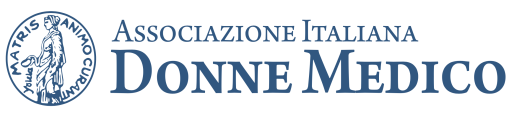 MATRIS ANIMO CURANT
ASSOCIAZIONE ITALIANA
DONNE MEDICO